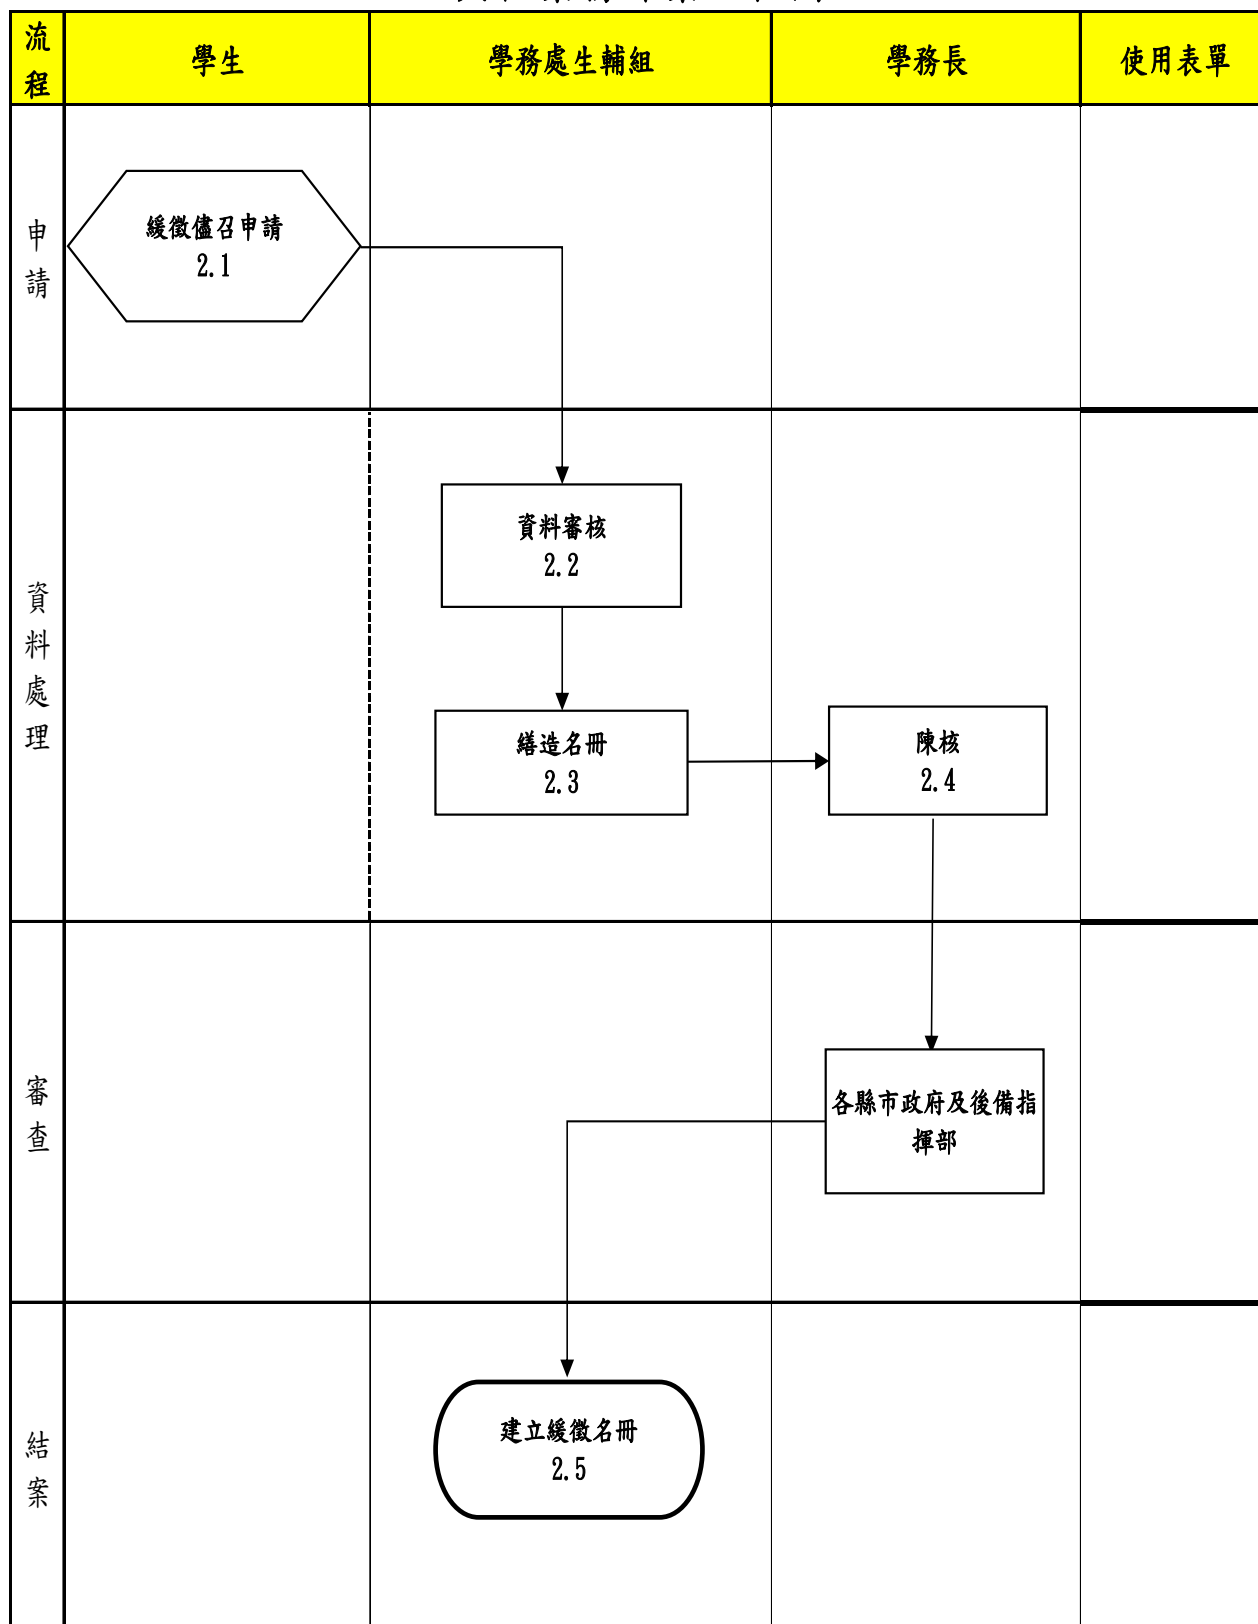 流程
學生
學務處生輔組
學務長
使用表單
申請
緩徵儘召申請
2.1
資料處理
資料審核
2.2
繕造名冊
2.3
陳核
2.4
審查
各縣市政府及後備指
揮部
結案
建立緩徵名冊
2.5